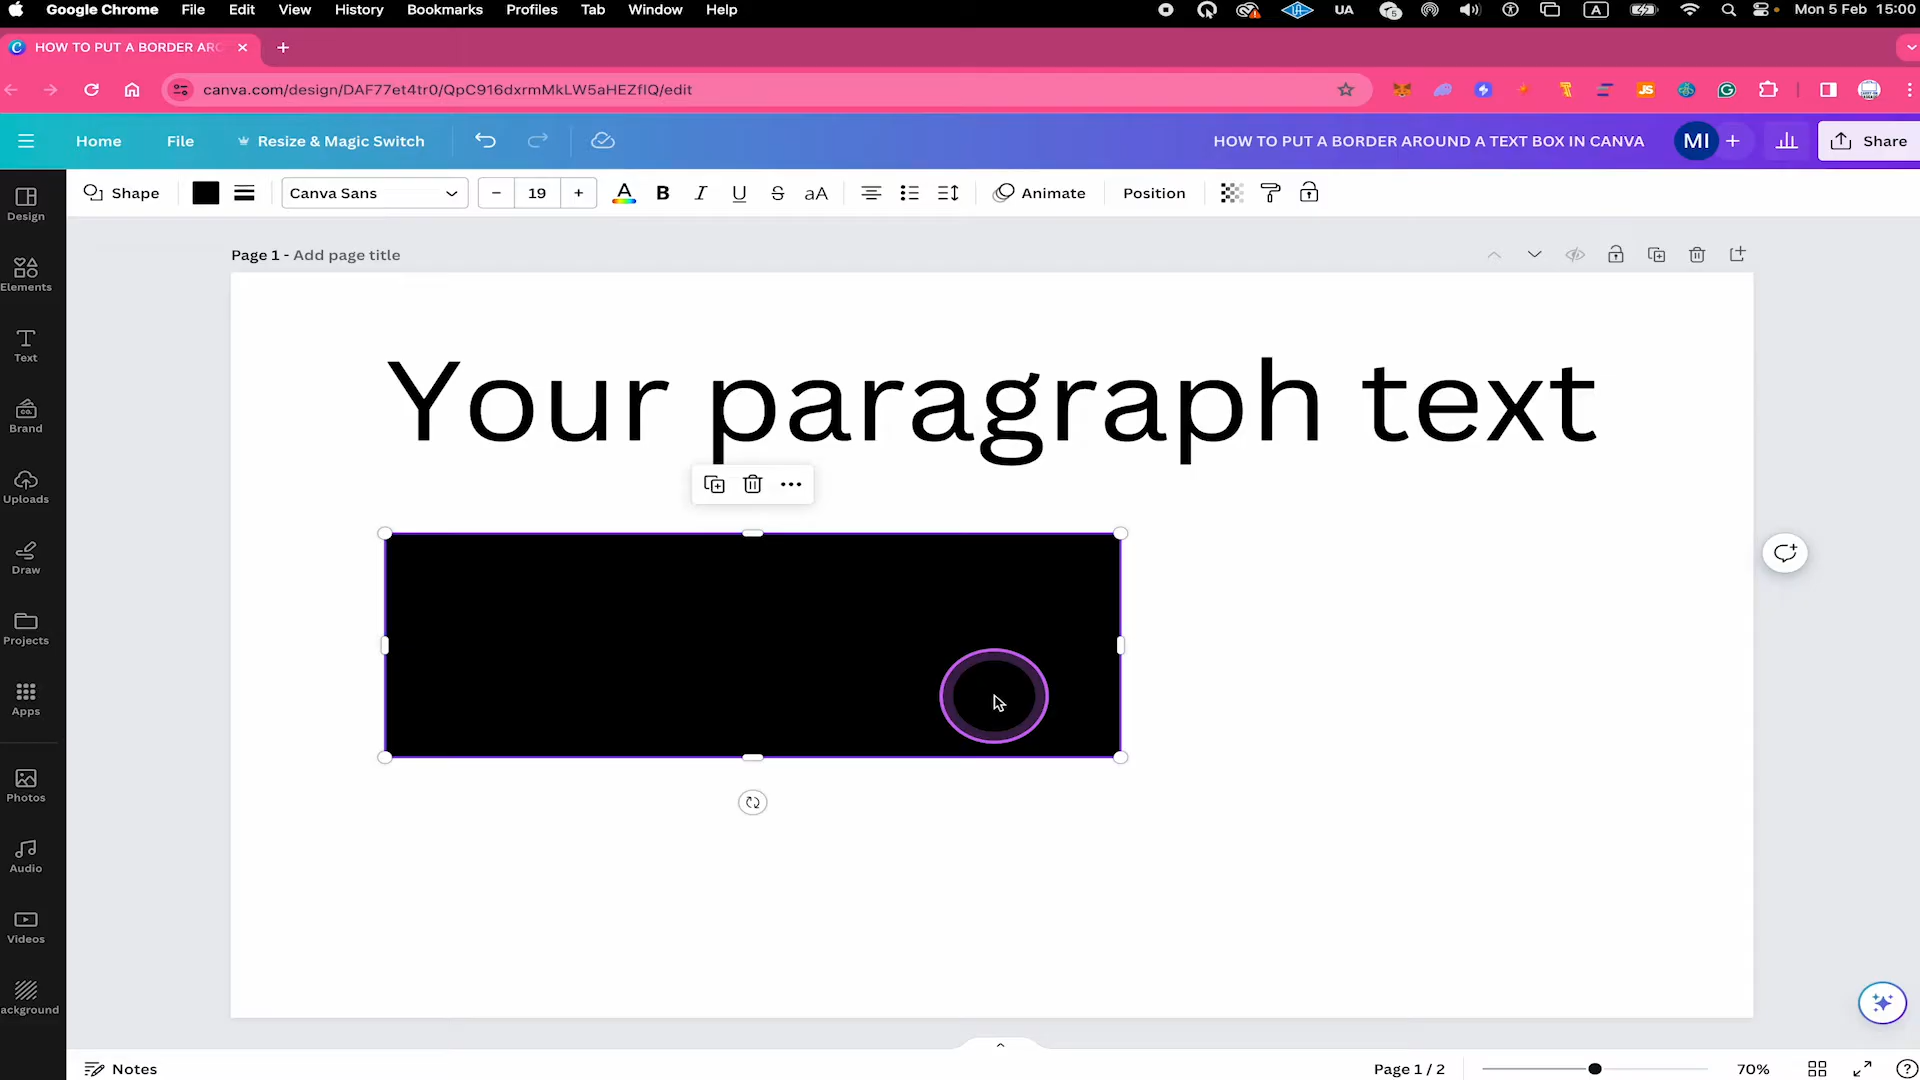 Google Chrome File Edit View History Bookmarks Profiles Tab Window Help UA 5 A Mon 5 Feb 15:00
HOW TO PUT A BORDER ARO
canva.com/design/DAF77et4tr0/QpC916dxrmMkLW5aHEZfIQ/edit
Home File Resize & Magic Switch HOW TO PUT A BORDER AROUND A TEXT BOX IN CANVA MI Share
Shape Canva Sans 19 A B I U S aA Animate Position
Page 1 - Add page title
Design
Elements
Text
Brand
Uploads
Draw
Projects
Apps
Photos
Audio
Videos
ackground
Your paragraph text
Notes Page 1 / 2 70%